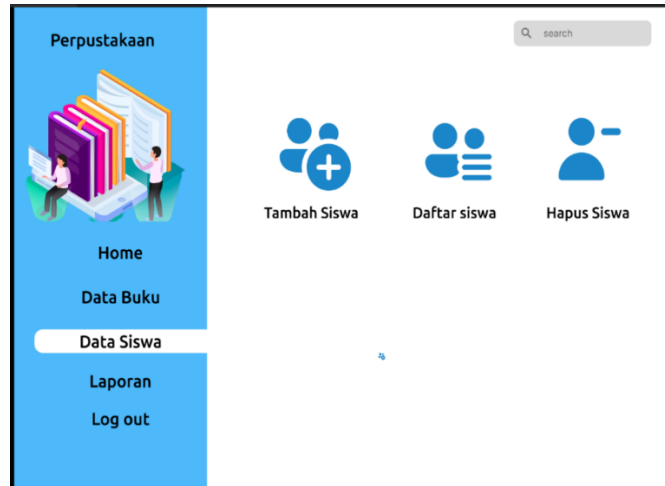 Perpustakaan
search
Tambah Siswa
Daftar siswa
Hapus Siswa
Home
Data Buku
Data Siswa
Laporan
Log out